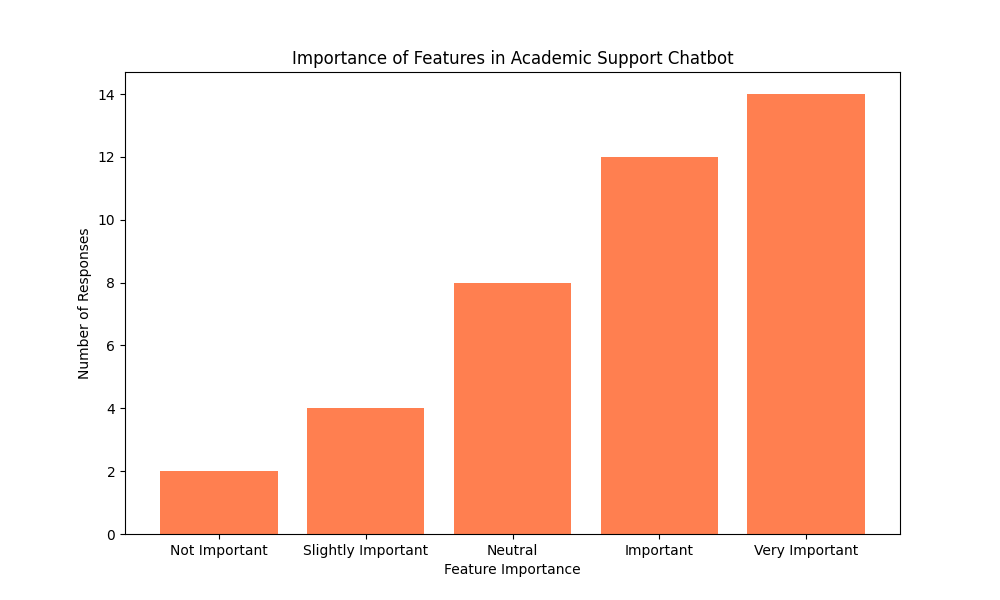 Importance of Features in Academic Support Chatbot
Number of Responses
14
12
10
8
6
4
2
0
Not Important
Slightly Important
Neutral
Important
Very Important
Feature Importance